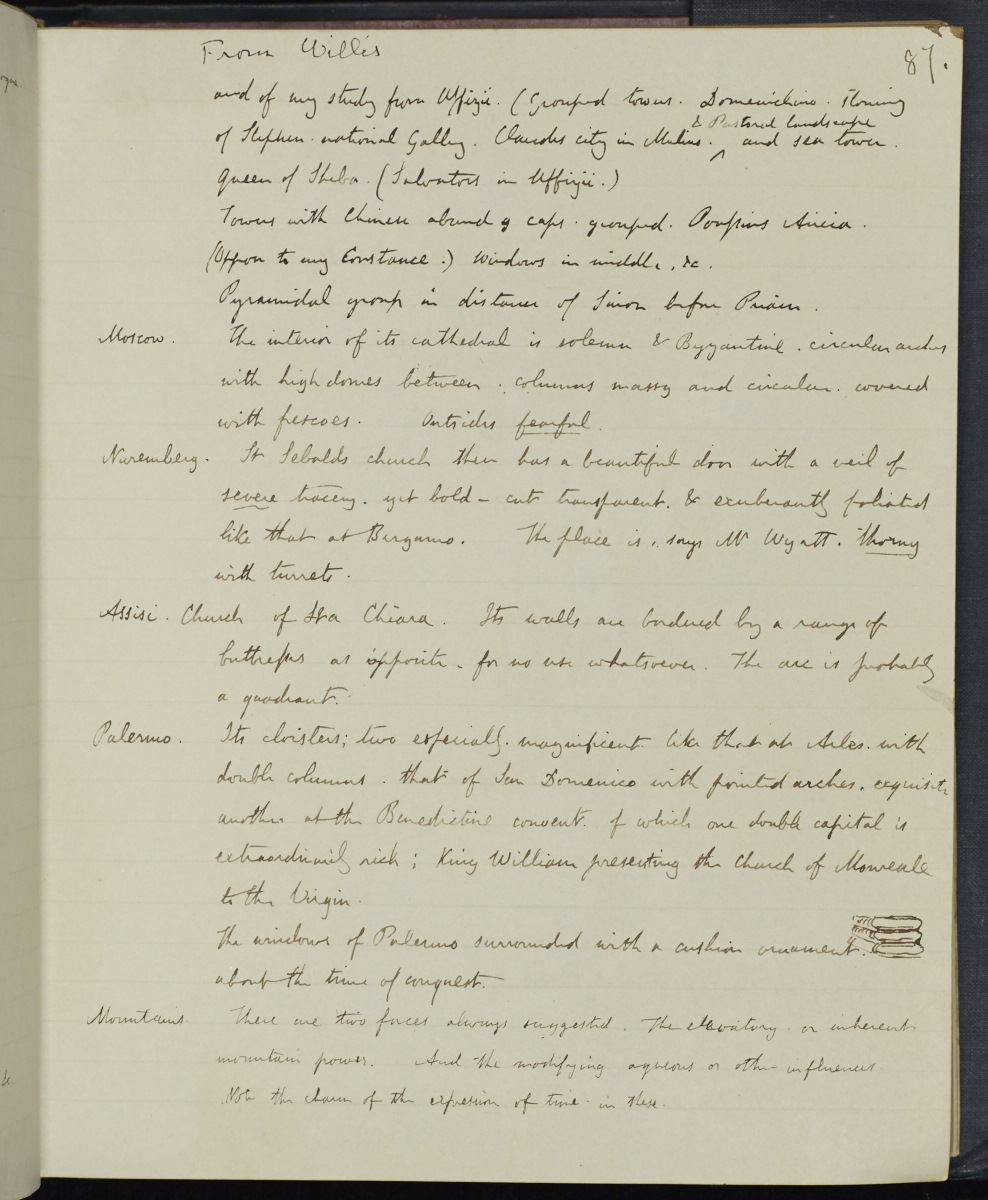 From Willis
87.
and of my study from Uffizii. (Grouped towns. Domenichino. Stoning
& Pastoral landscape
of Stephen. national Gallery. Claudes city in Mulino. ^ and sea tower.
Queen of Sheba. (Salvators in Uffizii.)
Towns with Chinese abund g caps. grouped. Poussins Aricia.
(Oppon to my Constance.) Windows in middle, &c.
Pyramidal group in distance of Sinon before Priam.
Moscow. The interior of its cathedral is solemn & Byzantine. circular arches
with high domes between. columns massy and circular. covered
with frescoes. Outsides fearful.
Nuremberg. St Sebalds church then has a beautiful door with a veil of
severe tracery. yet bold - cut transparent. & exuberantly foliated
like that at Bergamo. The place is, says Mr Wyatt. thorny
with turrets.
Assisi. Church of Sta Chiara. Its walls are bordered by a range of
buttresses as opposite - for no use whatsoever. The arc is probably
a quadrant.
Palermo. Its cloisters; two especially. magnificent. like that at Arles. with
double columns. that of San Domenico with pointed arches. exquisite
another at the Benedictine convent. of which one double capital is
extraordinarily rich; King William presenting the Church of Monreale
to the Virgin.
The windows of Palermo surrounded with a cushion ornament.
about the time of conquest.
Mountains. There are two forces always suggested. The elevatory or inherent
mountain power. And the modifying aqueous or other influences.
Note the charm of the expression of time in these.